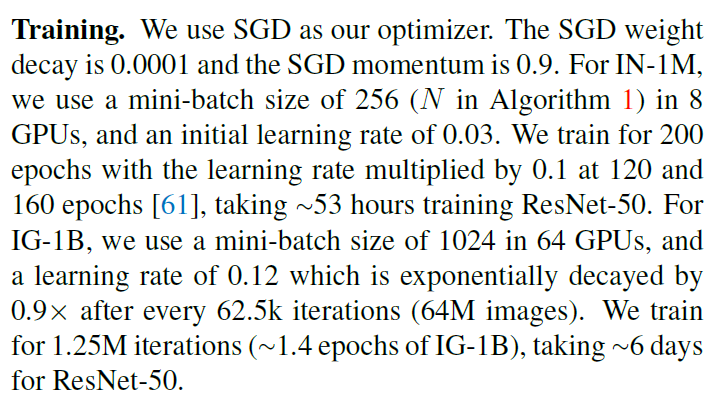 Training. We use SGD as our optimizer. The SGD weight
decay is 0.0001 and the SGD momentum is 0.9. For IN-1M,
we use a mini-batch size of 256 (N in Algorithm 1) in 8
GPUs, and an initial learning rate of 0.03. We train for 200
epochs with the learning rate multiplied by 0.1 at 120 and
160 epochs [61], taking ~53 hours training ResNet-50. For
IG-1B, we use a mini-batch size of 1024 in 64 GPUs, and
a learning rate of 0.12 which is exponentially decayed by
0.9× after every 62.5k iterations (64M images). We train
for 1.25M iterations (~1.4 epochs of IG-1B), taking ~6 days
for ResNet-50.